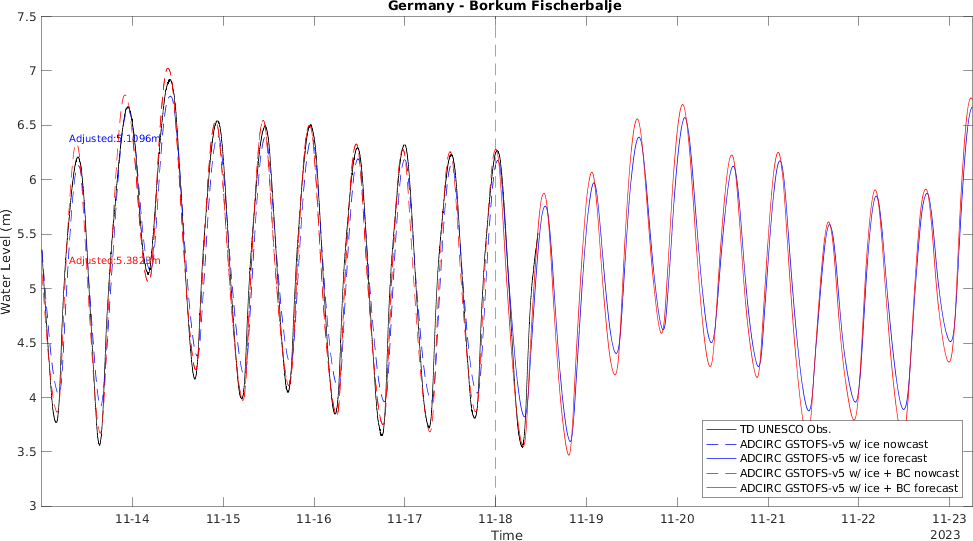 Germany - Borkum Fischerbalje
7.5
7
6.5
6
5.5
5
4.5
4
3.5
3
Water Level (m)
Adjusted:5.1096m
TD UNESCO Obs.
ADCIRC GSTOFS-v5 w/ ice nowcast
ADCIRC GSTOFS-v5 w/ ice forecast
ADCIRC GSTOFS-v5 w/ ice + BC nowcast
ADCIRC GSTOFS-v5 w/ ice + BC forecast
11-14
11-15
11-16
11-17
11-18
11-19
11-20
11-21
11-22
11-23
2023
Time